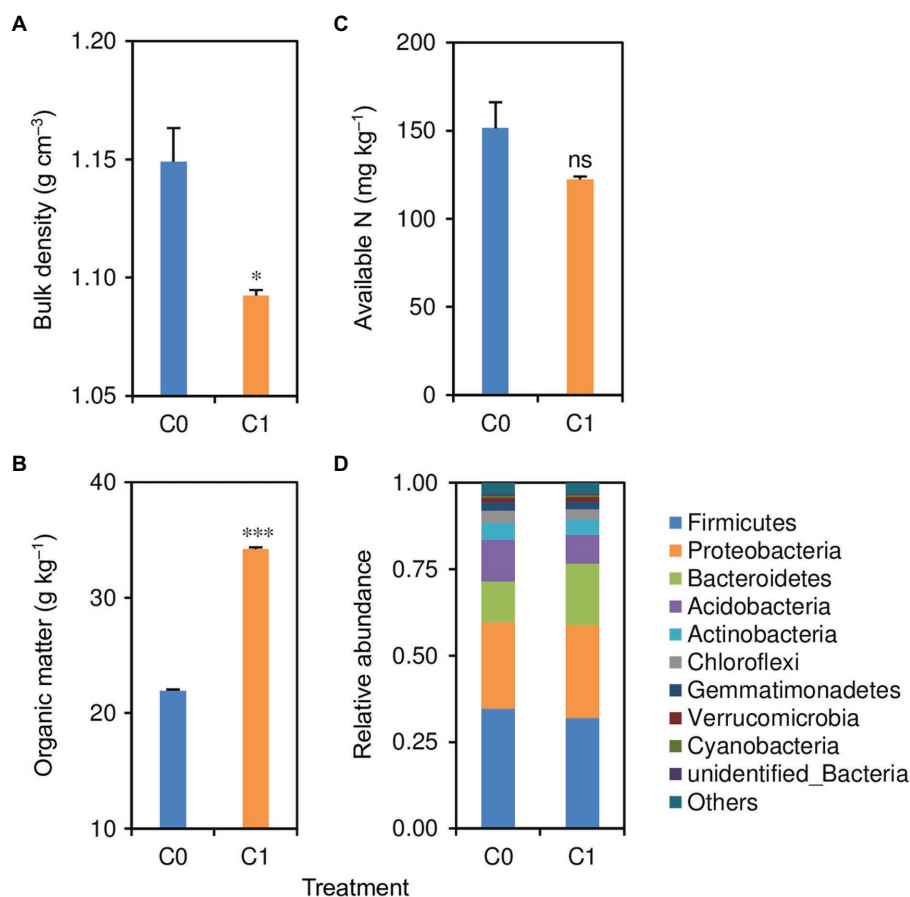 A
Bulk density (g cm⁻³)
1.20
1.15
1.10
1.05
*
C0
C1
C
Available N (mg kg⁻¹)
200
150
100
50
0
ns
C0
C1
B
Organic matter (g kg⁻¹)
40
30
20
10
***
C0
C1
D
Relative abundance
1.00
0.75
0.50
0.25
0.00
C0
C1
Firmicutes
Proteobacteria
Bacteroidetes
Acidobacteria
Actinobacteria
Chloroflexi
Gemmatimonadetes
Verrucomicrobia
Cyanobacteria
unidentified_Bacteria
Others
Treatment